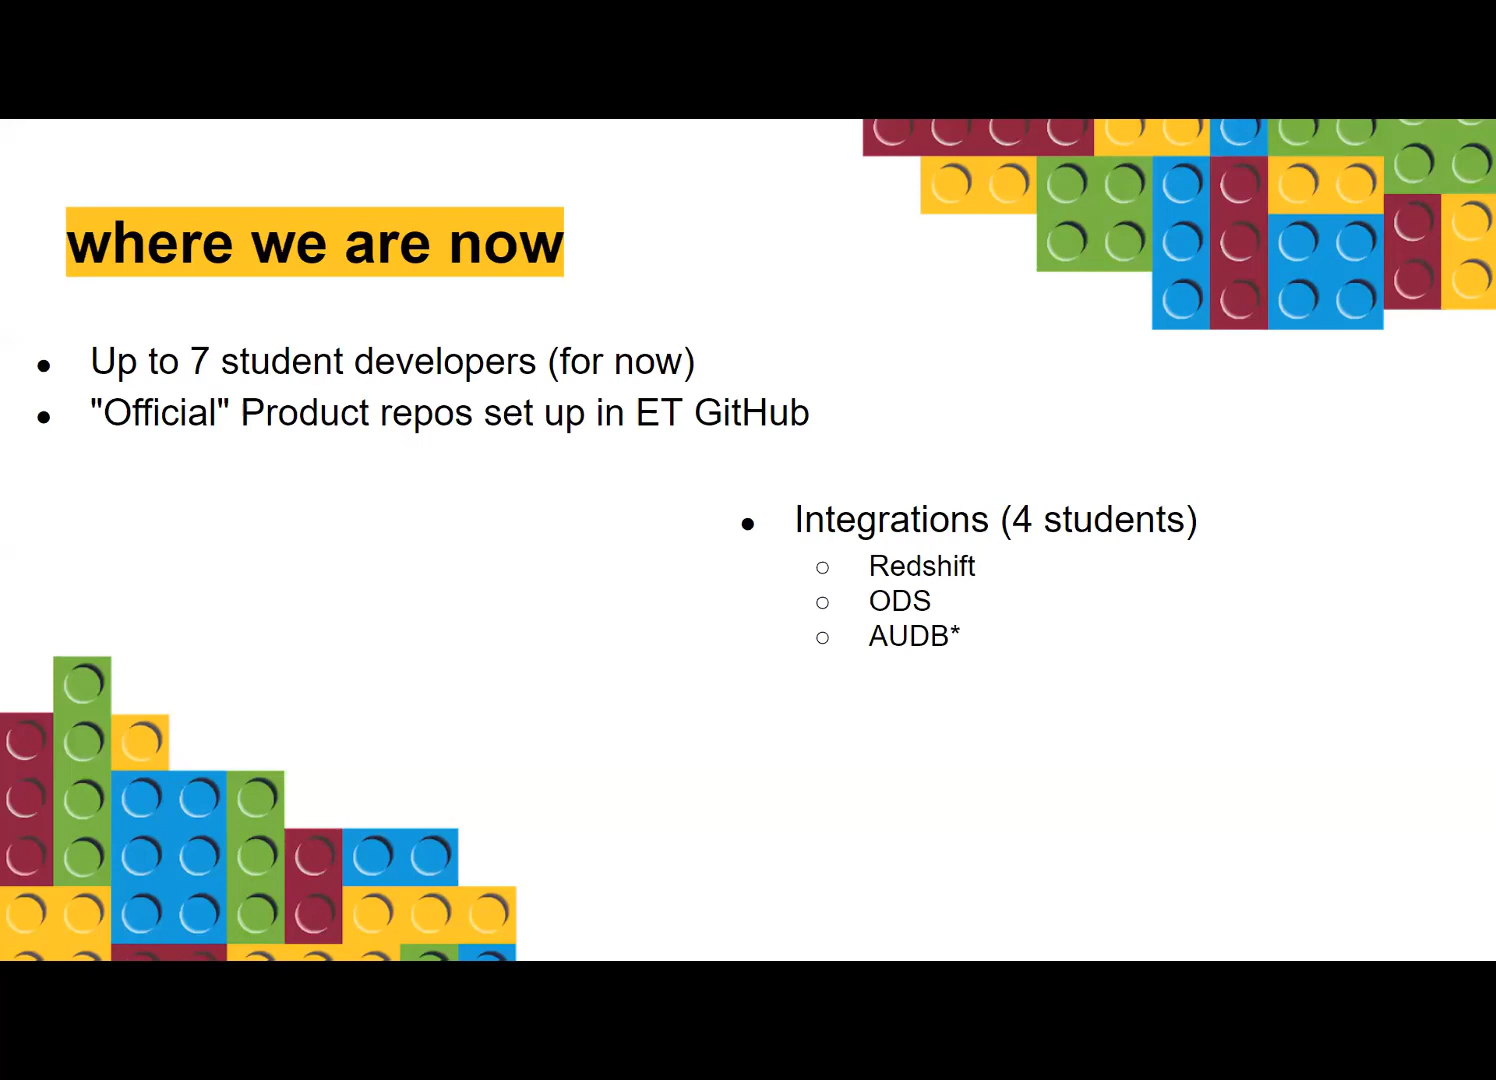 where we are now
● Up to 7 student developers (for now)
● "Official" Product repos set up in ET GitHub
● Integrations (4 students)
○ Redshift
○ ODS
○ AUDB*